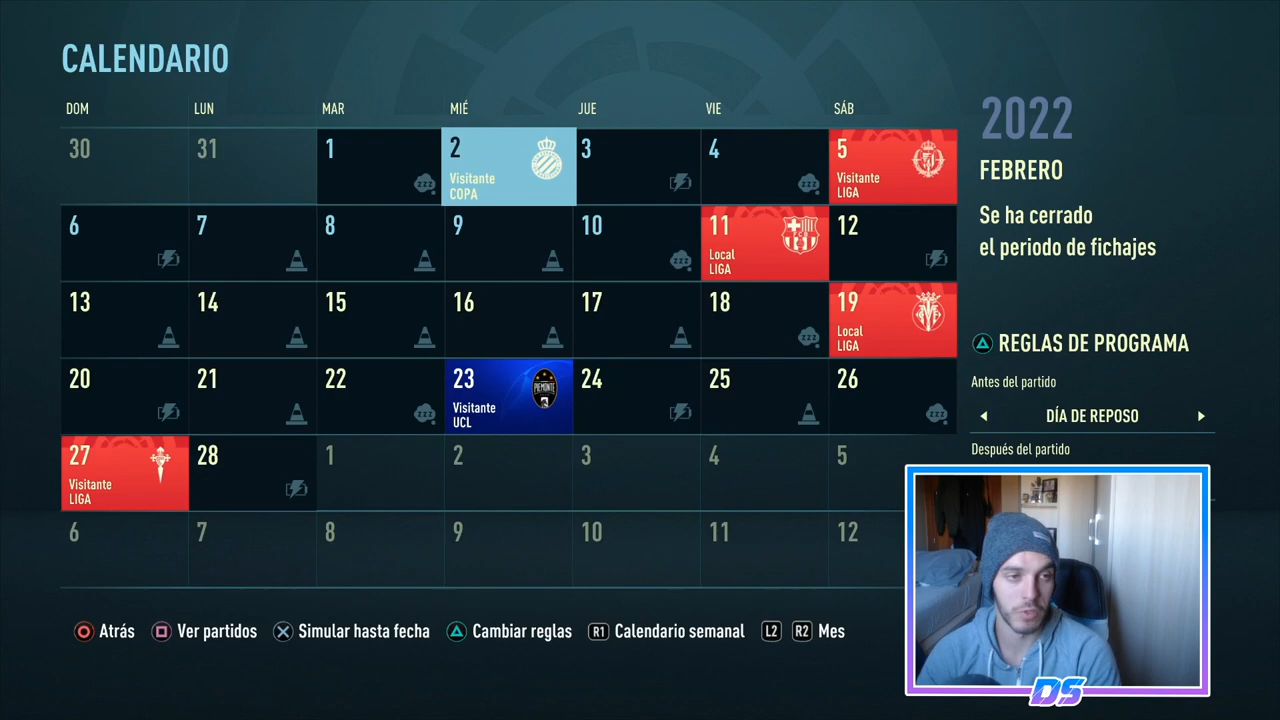 CALENDARIO
DOM LUN MAR MIÉ JUE VIE SÁB
30 31 1 2 3 4 5
Visitante
COPA
Visitante
LIGA
6 7 8 9 10 11 12
Local
LIGA
13 14 15 16 17 18 19
Local
LIGA
20 21 22 23 24 25 26
Visitante
UCL
PIEMONTE
27 28 1 2 3 4 5
Visitante
LIGA
6 7 8 9 10 11 12
2022
FEBRERO
Se ha cerrado
el periodo de fichajes
REGLAS DE PROGRAMA
Antes del partido
DÍA DE REPOSO
Después del partido
Atrás Ver partidos Simular hasta fecha Cambiar reglas R1 Calendario semanal L2 R2 Mes
DS